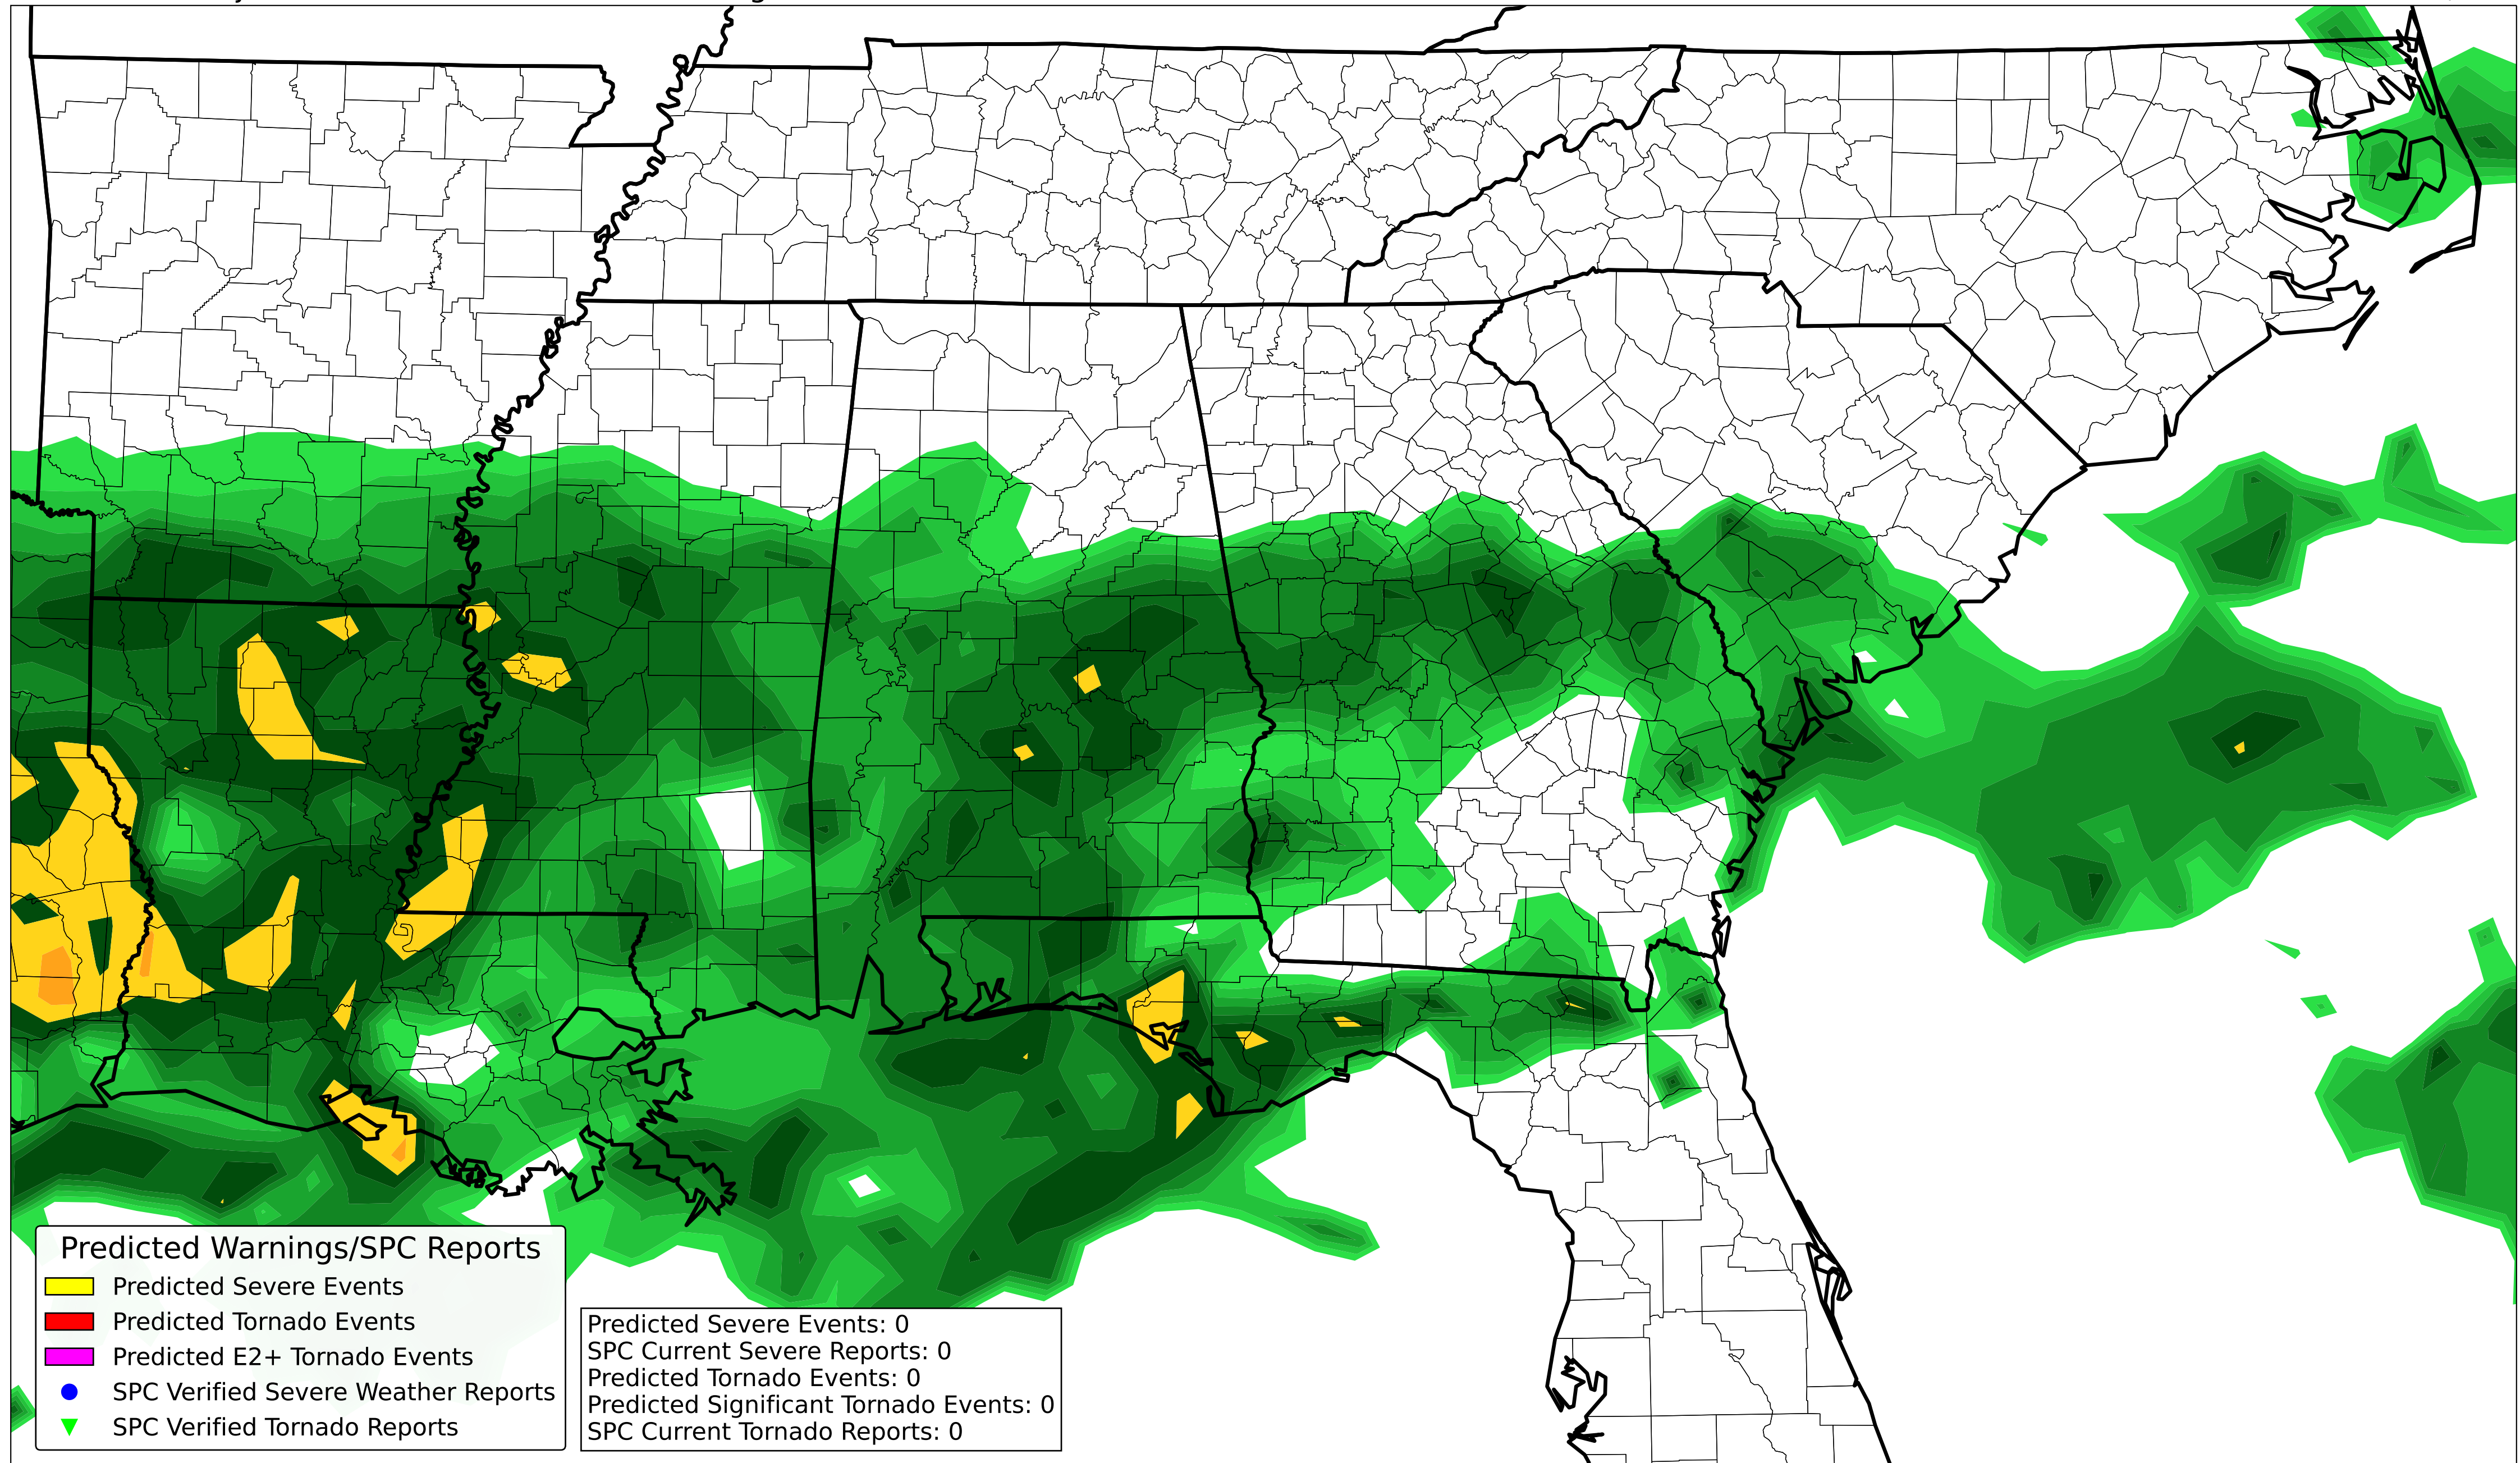 Predicted Warnings/SPC Reports
Predicted Severe Events
Predicted Tornado Events
Predicted E2+ Tornado Events
SPC Verified Severe Weather Reports
SPC Verified Tornado Reports
Predicted Severe Events: 0
SPC Current Severe Reports: 0
Predicted Tornado Events: 0
Predicted Significant Tornado Events: 0
SPC Current Tornado Reports: 0